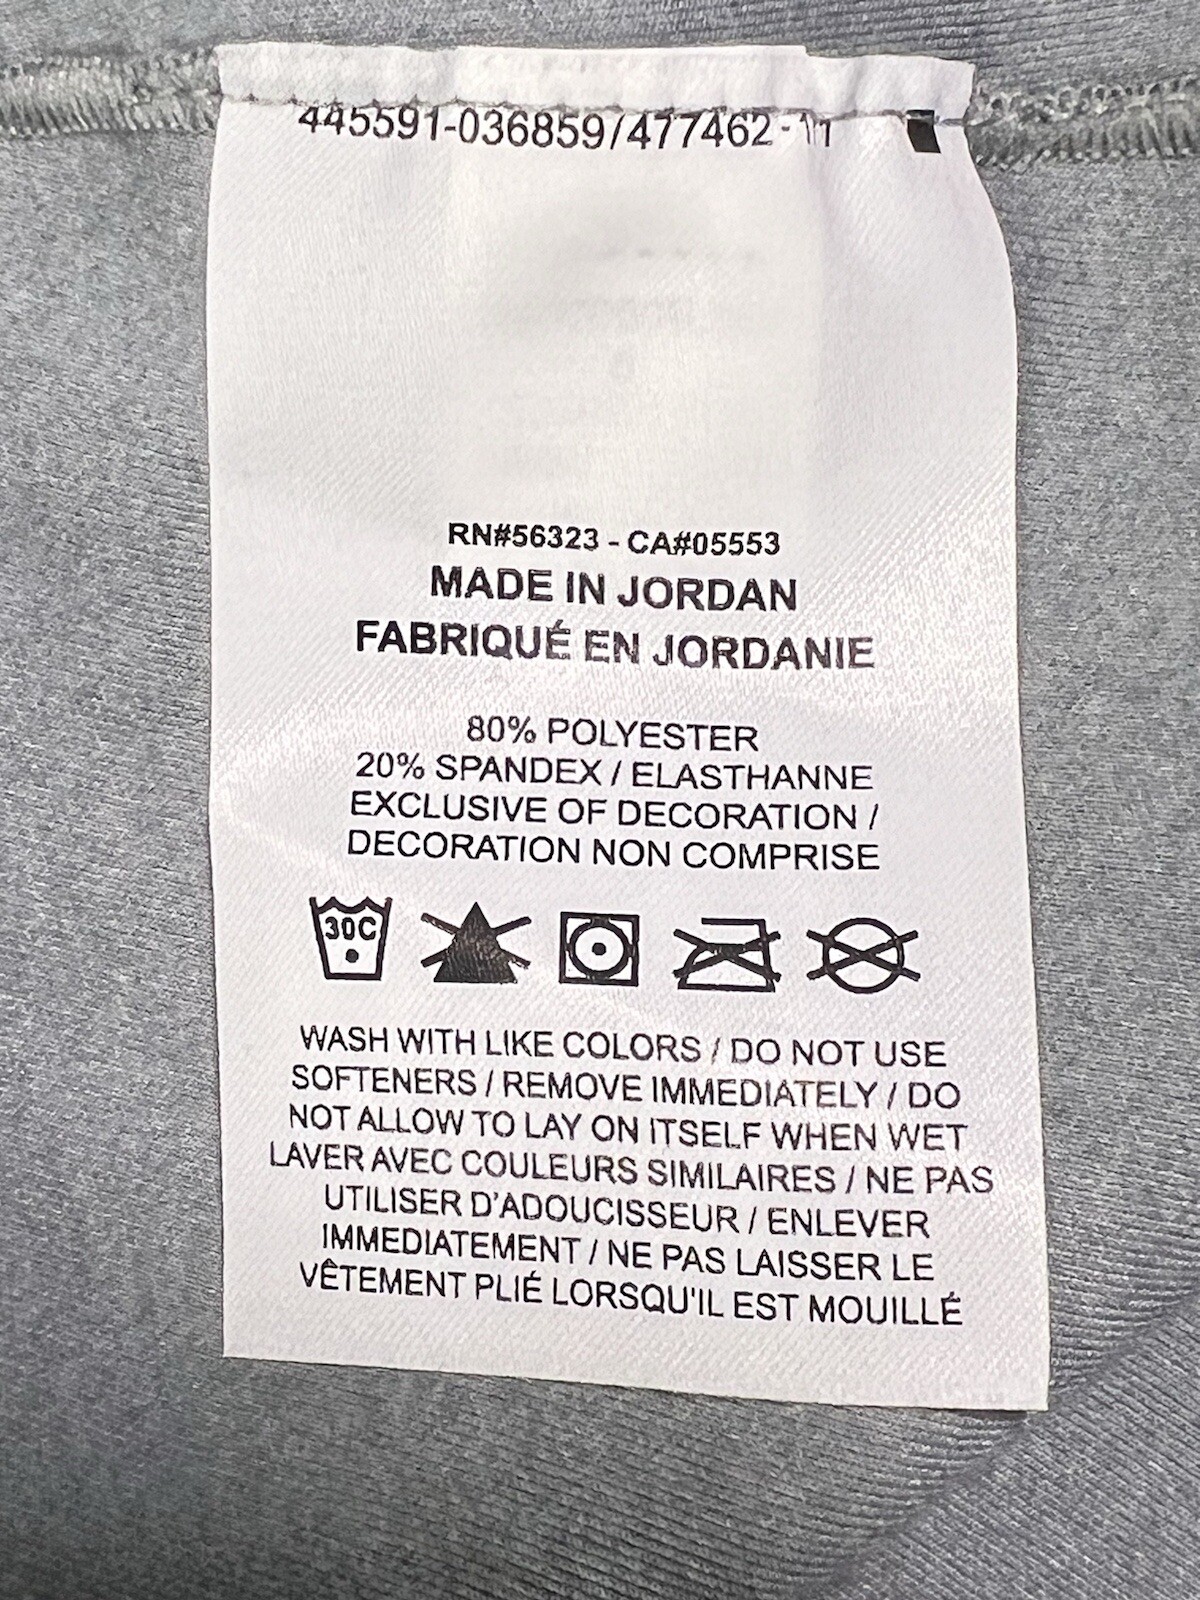 445591-036859/477462-11
RN#56323 - CA#05553
MADE IN JORDAN
FABRIQUÉ EN JORDANIE
80% POLYESTER
20% SPANDEX / ELASTHANNE
EXCLUSIVE OF DECORATION /
DECORATION NON COMPRISE
30C
WASH WITH LIKE COLORS / DO NOT USE
SOFTENERS / REMOVE IMMEDIATELY / DO
NOT ALLOW TO LAY ON ITSELF WHEN WET
LAVER AVEC COULEURS SIMILAIRES / NE PAS
UTILISER D'ADOUCISSEUR / ENLEVER
IMMEDIATEMENT / NE PAS LAISSER LE
VÊTEMENT PLIÉ LORSQU'IL EST MOUILLÉ